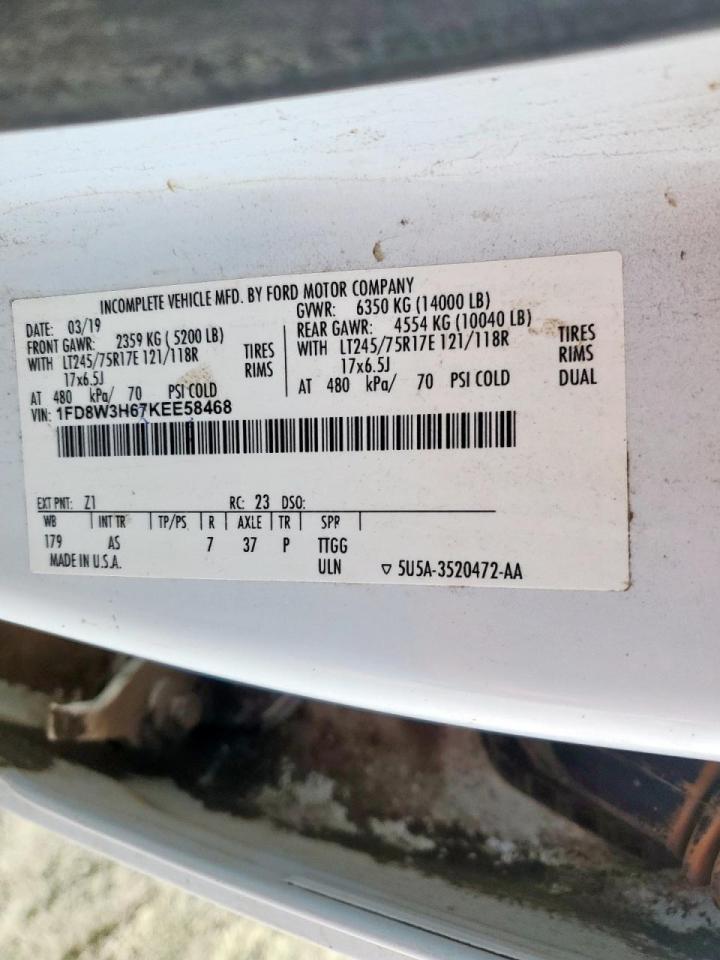 INCOMPLETE VEHICLE MFD. BY FORD MOTOR COMPANY
DATE: 03/19 GVWR: 6350 KG (14000 LB)
FRONT GAWR: 2359 KG ( 5200 LB) REAR GAWR: 4554 KG (10040 LB)
WITH LT245/75R17E 121/118R TIRES WITH LT245/75R17E 121/118R TIRES
17x6.5J RIMS 17x6.5J RIMS
AT 480 kPa/ 70 PSI COLD AT 480 kPa/ 70 PSI COLD DUAL
VIN: 1FD8W3H67KEE58468
EXT PNT: Z1 RC: 23 DSO:
WB INT TR TP/PS R AXLE TR SPR
179 AS 7 37 P TTGG
MADE IN U.S.A. ULN ▽ 5U5A-3520472-AA